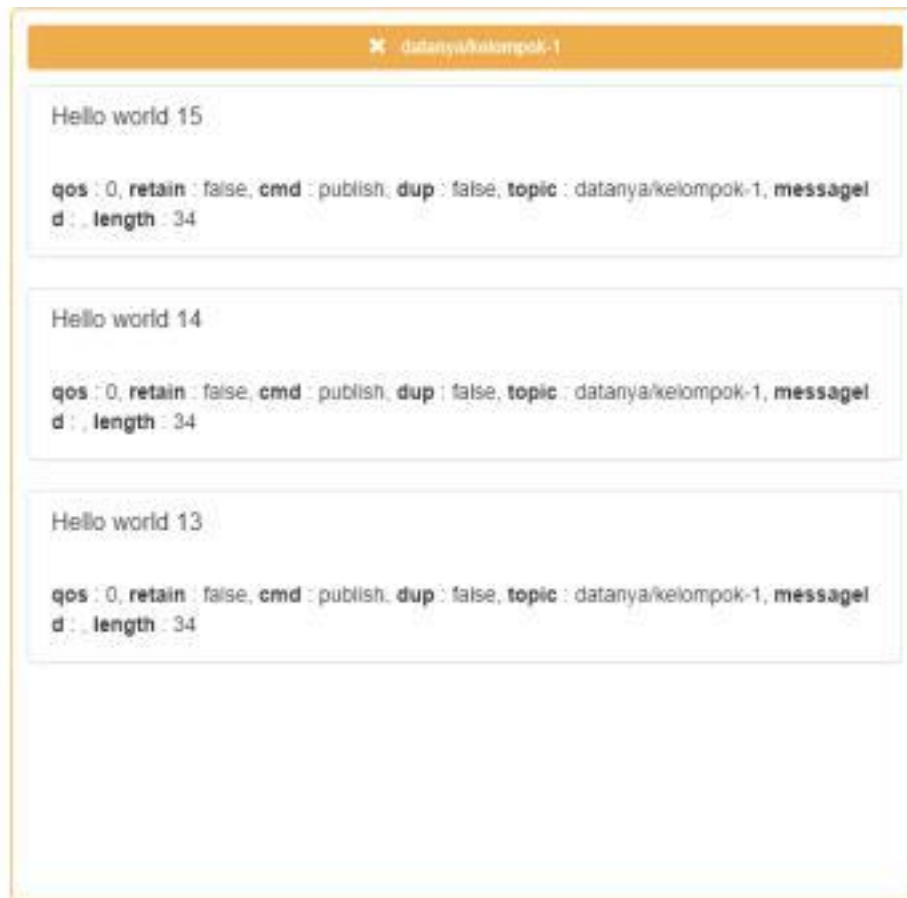 ✖ datanya/kelompok-1
Hello world 15
qos : 0, retain : false, cmd : publish, dup : false, topic : datanya/kelompok-1, messageI
d : , length : 34
Hello world 14
qos : 0, retain : false, cmd : publish, dup : false, topic : datanya/kelompok-1, messageI
d : , length : 34
Hello world 13
qos : 0, retain : false, cmd : publish, dup : false, topic : datanya/kelompok-1, messageI
d : , length : 34